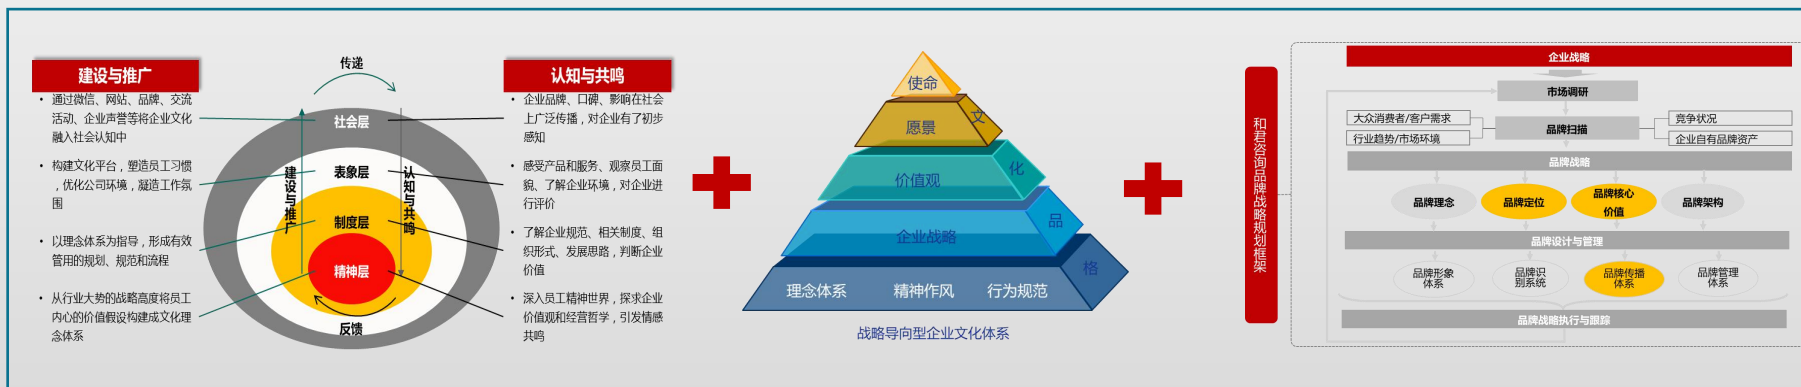 建设与推广
• 通过微信、网站、品牌、交流
活动、企业声誉等将企业文化
融入社会认知中
• 构建文化平台，塑造员工习惯
，优化公司环境，凝造工作氛
围
• 以理念体系为指导，形成有效
管用的规划、规范和流程
• 从行业大势的战略高度将员工
内心的价值假设构建成文化理
念体系
传递
社会层
表象层
制度层
精神层
反馈
建设与推广
认知与共鸣
认知与共鸣
• 企业品牌、口碑、影响在社会
上广泛传播，对企业有了初步
感知
• 感受产品和服务、观察员工面
貌、了解企业环境，对企业进
行评价
• 了解企业规范、相关制度、组
织形式、发展思路，判断企业
价值
• 深入员工精神世界，探求企业
价值观和经营哲学，引发情感
共鸣
使命
愿景
文
价值观
化
企业战略
品
理念体系 精神作风 行为规范
格
战略导向型企业文化体系
和君咨询品牌战略规划框架
企业战略
市场调研
大众消费者/客户需求
行业趋势/市场环境
品牌扫描
竞争状况
企业自有品牌资产
品牌战略
品牌理念
品牌定位
品牌核心
价值
品牌架构
品牌设计与管理
品牌形象
体系
品牌识
别系统
品牌传播
体系
品牌管理
体系
品牌战略执行与跟踪